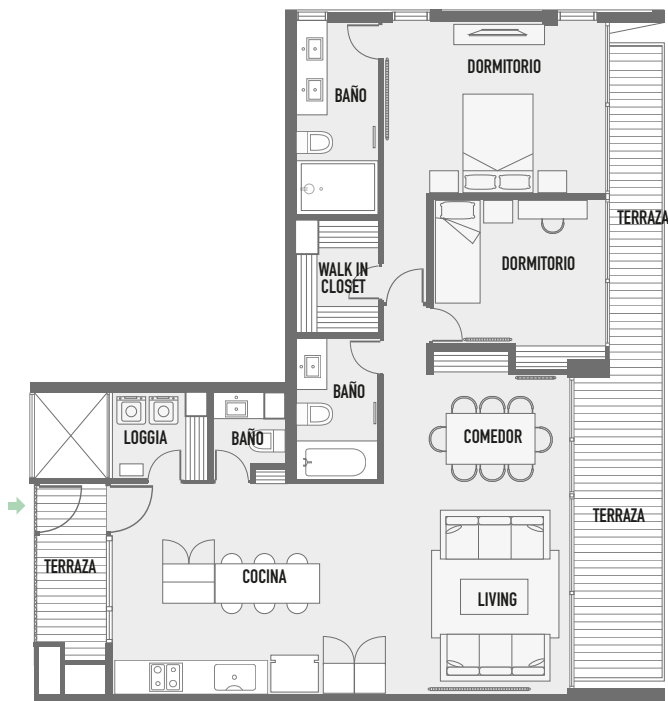 DORMITORIO
BAÑO
TERRAZA
DORMITORIO
WALK IN
CLOSET
BAÑO
LOGGIA
BAÑO
COMEDOR
TERRAZA
TERRAZA
COCINA
LIVING